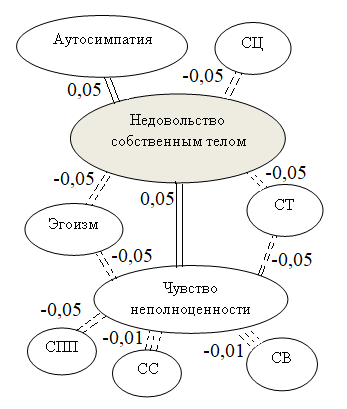 Аутосимпатия
СЦ
-0,05
0,05
Недовольство
собственным телом
-0,05
-0,05
0,05
СТ
Эгоизм
-0,05
-0,05
Чувство
неполноценности
-0,05
-0,01
-0,01
СПП
СС
СВ